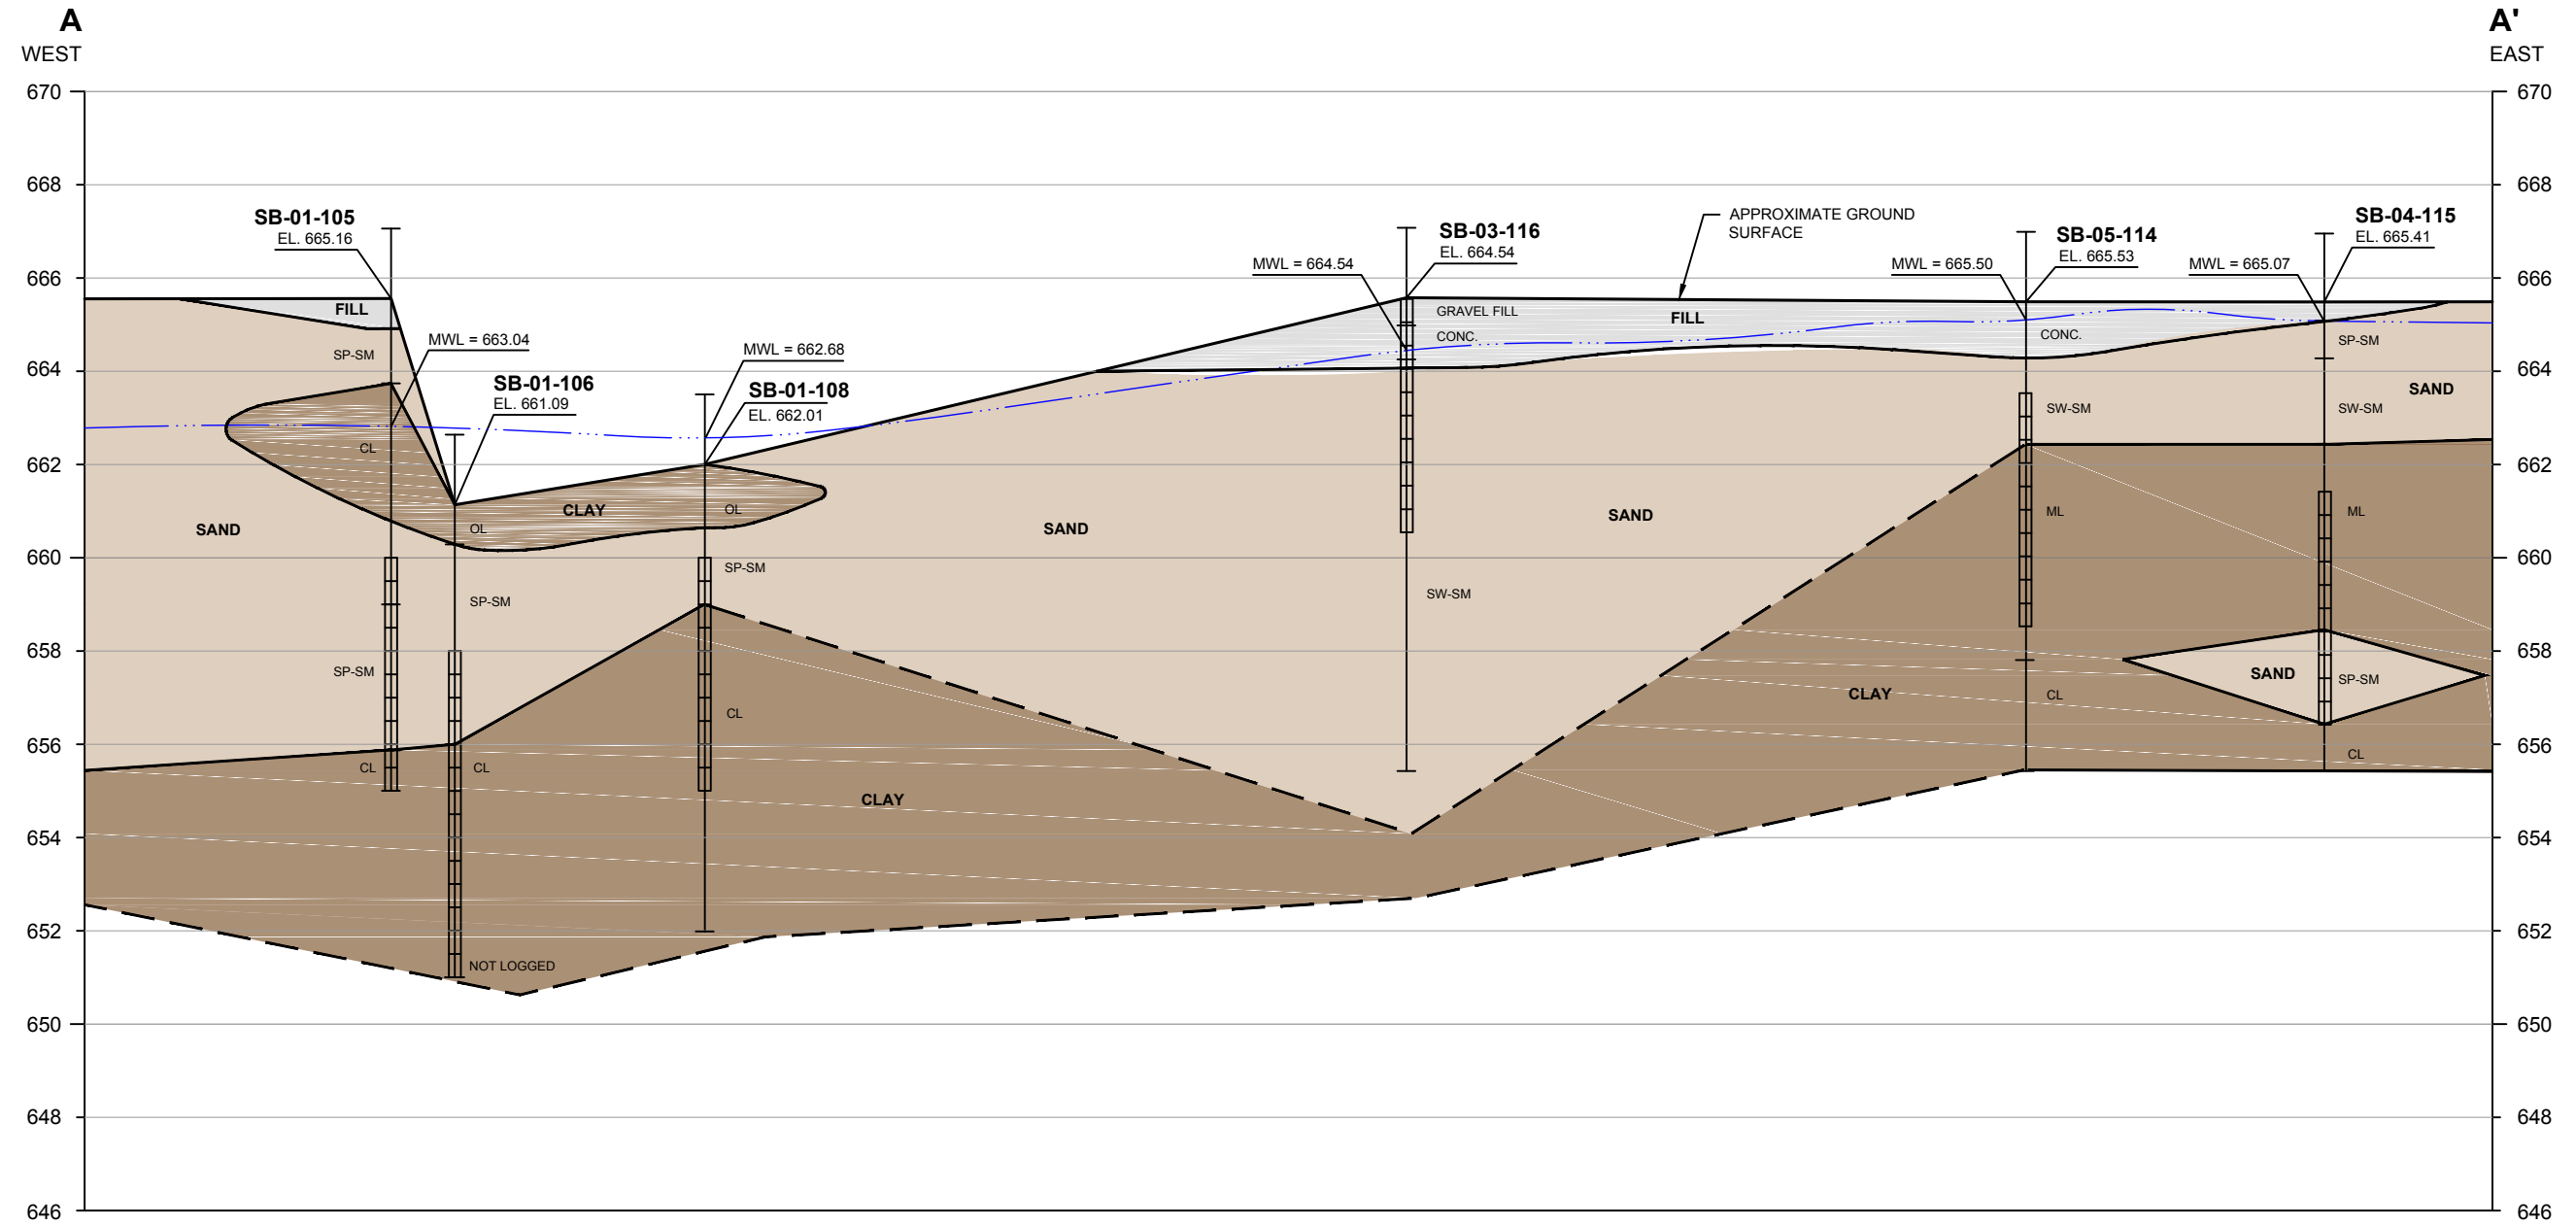 A
WEST
A'
EAST
670
668
666
664
662
660
658
656
654
652
650
648
646
670
668
666
664
662
660
658
656
654
652
650
648
646
SB-01-105
EL. 665.16
FILL
SP-SM
MWL = 663.04
CL
SAND
SP-SM
CL
SB-01-106
EL. 661.09
OL
CLAY
SP-SM
CL
NOT LOGGED
MWL = 662.68
SB-01-108
EL. 662.01
OL
SP-SM
CL
CLAY
SAND
MWL = 664.54
SB-03-116
EL. 664.54
GRAVEL FILL
CONC.
SW-SM
APPROXIMATE GROUND
SURFACE
FILL
SAND
CLAY
MWL = 665.50
SB-05-114
EL. 665.53
CONC.
SW-SM
ML
CL
MWL = 665.07
SB-04-115
EL. 665.41
SP-SM
SAND
SW-SM
ML
SAND
SP-SM
CL